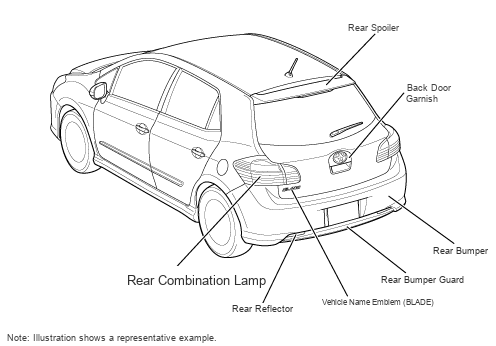 Rear Spoiler
Back Door
Garnish
BLADE
Rear Bumper
Rear Combination Lamp
Rear Bumper Guard
Vehicle Name Emblem (BLADE)
Rear Reflector
Note: Illustration shows a representative example.